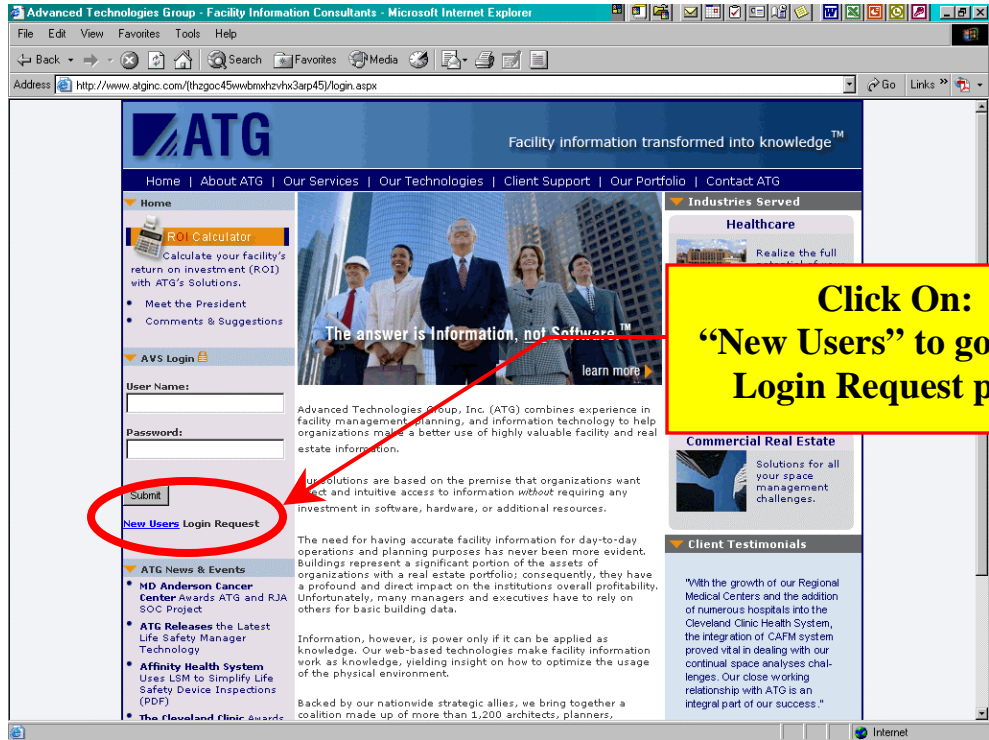 Advanced Technologies Group - Facility Information Consultants - Microsoft Internet Explorer
File Edit View Favorites Tools Help
Back Search Favorites Media
Address http://www.atginc.com/(thzgoc45wwbmxhzvhx3arp45)/login.aspx Go Links »
ATG
Facility information transformed into knowledge™
Home | About ATG | Our Services | Our Technologies | Client Support | Our Portfolio | Contact ATG
Home
ROI Calculator
Calculate your facility's
return on investment (ROI)
with ATG's Solutions.
• Meet the President
• Comments & Suggestions
AVS Login
User Name:
Password:
Submit
New Users Login Request
ATG News & Events
• MD Anderson Cancer
Center Awards ATG and RJA
SOC Project
• ATG Releases the Latest
Life Safety Manager
Technology
• Affinity Health System
Uses LSM to Simplify Life
Safety Device Inspections
(PDF)
• The Cleveland Clinic Awards
The answer is Information, not Software.™
learn more
Advanced Technologies Group, Inc. (ATG) combines experience in
facility management, planning, and information technology to help
organizations make a better use of highly valuable facility and real
estate information.
Our solutions are based on the premise that organizations want
direct and intuitive access to information without requiring any
investment in software, hardware, or additional resources.
The need for having accurate facility information for day-to-day
operations and planning purposes has never been more evident.
Buildings represent a significant portion of the assets of
organizations with a real estate portfolio; consequently, they have
a profound and direct impact on the institutions overall profitability.
Unfortunately, many managers and executives have to rely on
others for basic building data.
Information, however, is power only if it can be applied as
knowledge. Our web-based technologies make facility information
work as knowledge, yielding insight on how to optimize the usage
of the physical environment.
Backed by our nationwide strategic allies, we bring together a
coalition made up of more than 1,200 architects, planners,
Industries Served
Healthcare
Realize the full
Click On:
“New Users” to go
Login Request p
Commercial Real Estate
Solutions for all
your space
management
challenges.
Client Testimonials
"With the growth of our Regional
Medical Centers and the addition
of numerous hospitals into the
Cleveland Clinic Health System,
the integration of CAFM system
proved vital in dealing with our
continual space analyses chal-
lenges. Our close working
relationship with ATG is an
integral part of our success."
Internet